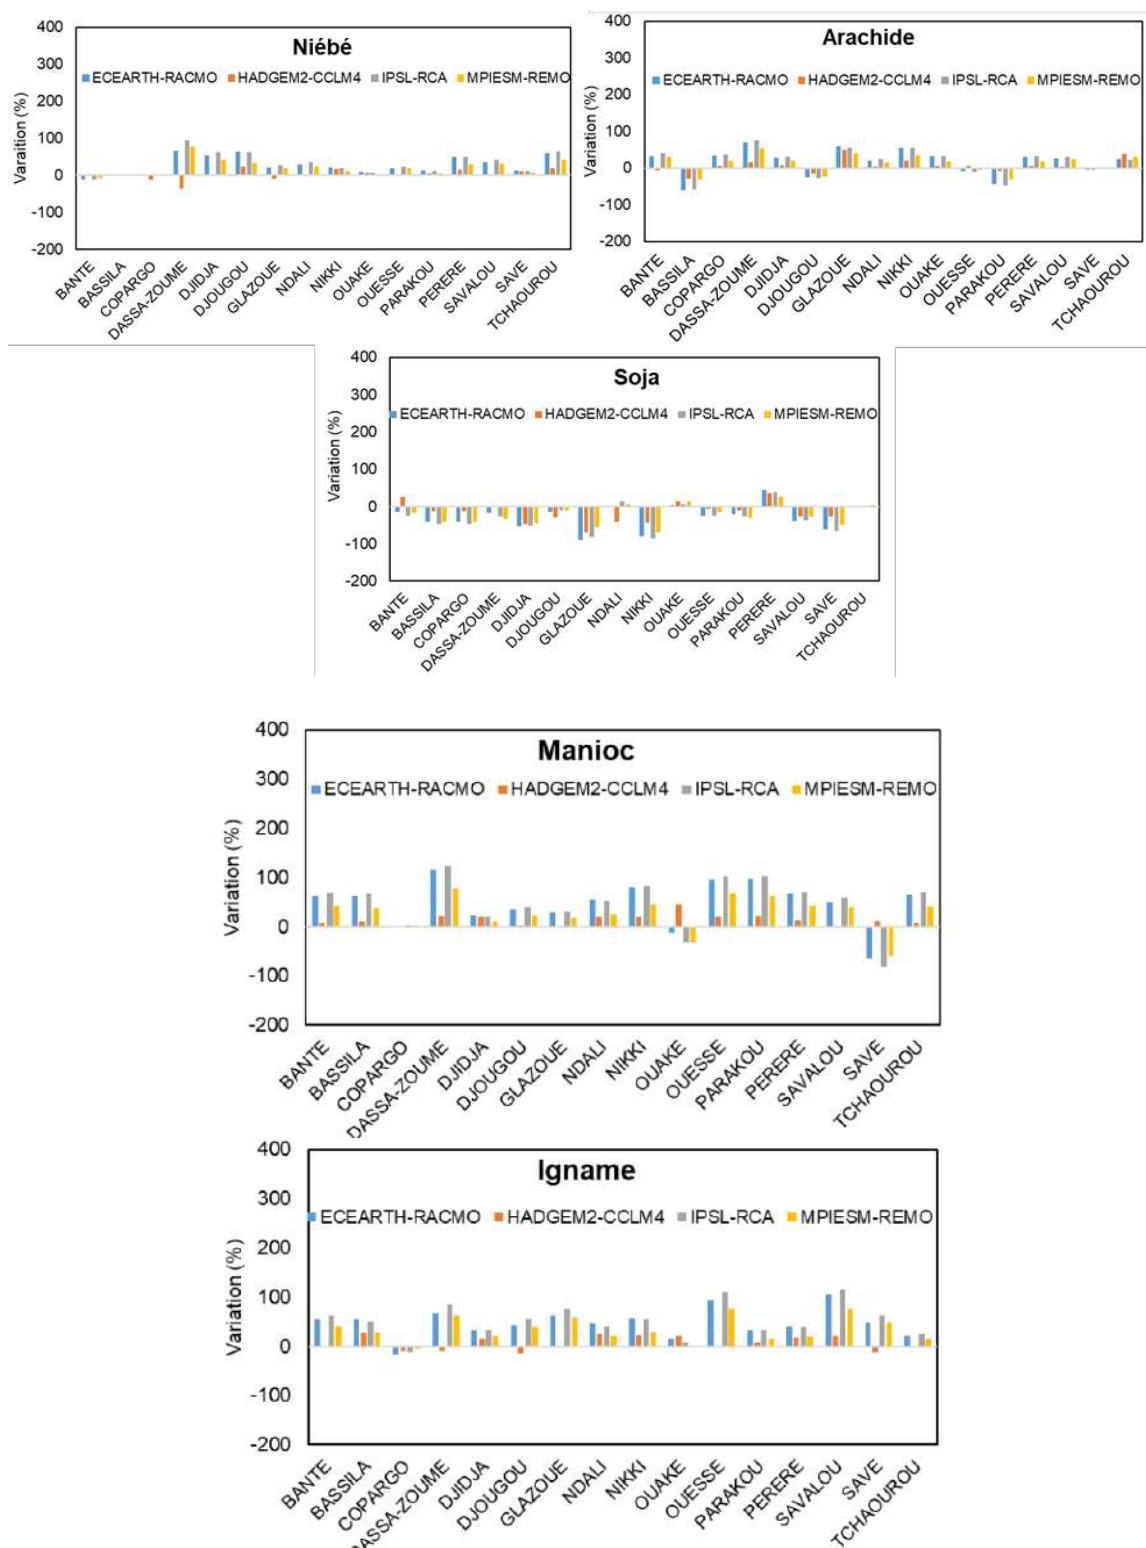 Niébé
ECEARTH-RACMO HADGEM2-CCLM4 IPSL-RCA MPIESM-REMO
Varaition (%)
400
300
200
100
0
-100
-200
BANTE
BASSILA
COPARGO
DASSA-ZOUME
DJIDJA
DJOUGOU
GLAZOUE
NDALI
NIKKI
OUAKE
OUESSE
PARAKOU
PERERE
SAVALOU
SAVE
TCHAOUROU
Arachide
ECEARTH-RACMO HADGEM2-CCLM4 IPSL-RCA MPIESM-REMO
Variation (%)
400
300
200
100
0
-100
-200
BANTE
BASSILA
COPARGO
DASSA-ZOUME
DJIDJA
DJOUGOU
GLAZOUE
NDALI
NIKKI
OUAKE
OUESSE
PARAKOU
PERERE
SAVALOU
SAVE
TCHAOUROU
Soja
ECEARTH-RACMO HADGEM2-CCLM4 IPSL-RCA MPIESM-REMO
Variation (%)
400
300
200
100
0
-100
-200
BANTE
BASSILA
COPARGO
DASSA-ZOUME
DJIDJA
DJOUGOU
GLAZOUE
NDALI
NIKKI
OUAKE
OUESSE
PARAKOU
PERERE
SAVALOU
SAVE
TCHAOUROU
Manioc
ECEARTH-RACMO HADGEM2-CCLM4 IPSL-RCA MPIESM-REMO
Variation (%)
400
300
200
100
0
-100
-200
BANTE
BASSILA
COPARGO
DASSA-ZOUME
DJIDJA
DJOUGOU
GLAZOUE
NDALI
NIKKI
OUAKE
OUESSE
PARAKOU
PERERE
SAVALOU
SAVE
TCHAOUROU
Igname
ECEARTH-RACMO HADGEM2-CCLM4 IPSL-RCA MPIESM-REMO
Variation (%)
400
300
200
100
0
-100
-200
BANTE
BASSILA
COPARGO
DASSA-ZOUME
DJIDJA
DJOUGOU
GLAZOUE
NDALI
NIKKI
OUAKE
OUESSE
PARAKOU
PERERE
SAVALOU
SAVE
TCHAOUROU